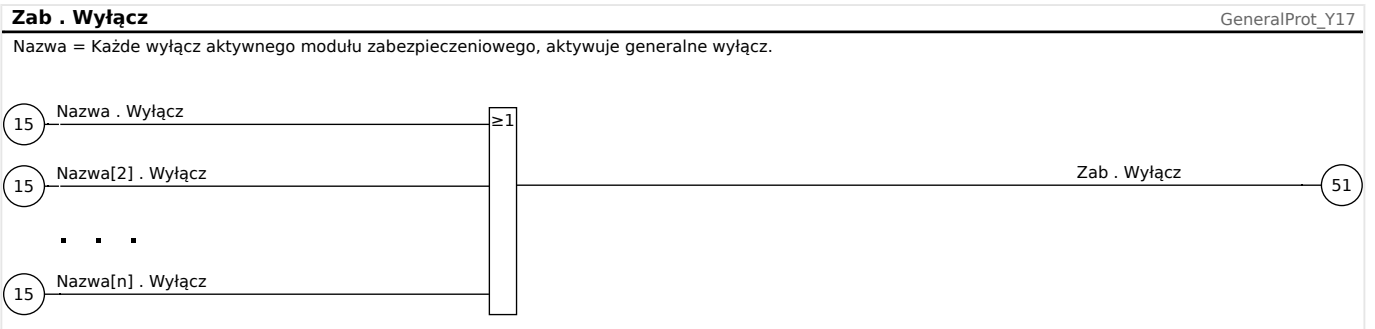 Zab . Wyłącz
GeneralProt_Y17
Nazwa = Każde wyłącz aktywnego modułu zabezpieczeniowego, aktywuje generalne wyłącz.
15
Nazwa . Wyłącz
≥1
15
Nazwa[2] . Wyłącz
Zab . Wyłącz
51
. . .
15
Nazwa[n] . Wyłącz